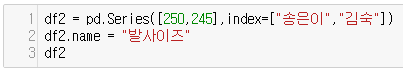 1 df2 = pd.Series([250,245],index=["송은이","김숙"])
2 df2.name = "발사이즈"
3 df2